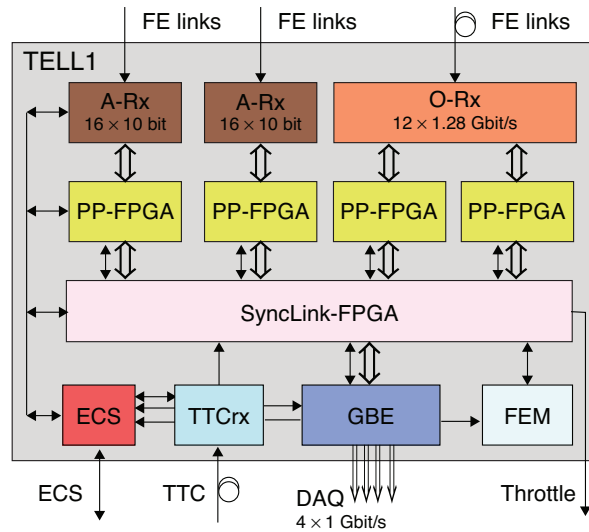 FE links
FE links
FE links
TELL1
A-Rx
16 × 10 bit
A-Rx
16 × 10 bit
O-Rx
12 × 1.28 Gbit/s
PP-FPGA
PP-FPGA
PP-FPGA
PP-FPGA
SyncLink-FPGA
ECS
TTCrx
GBE
FEM
ECS
TTC
DAQ
4 × 1 Gbit/s
Throttle